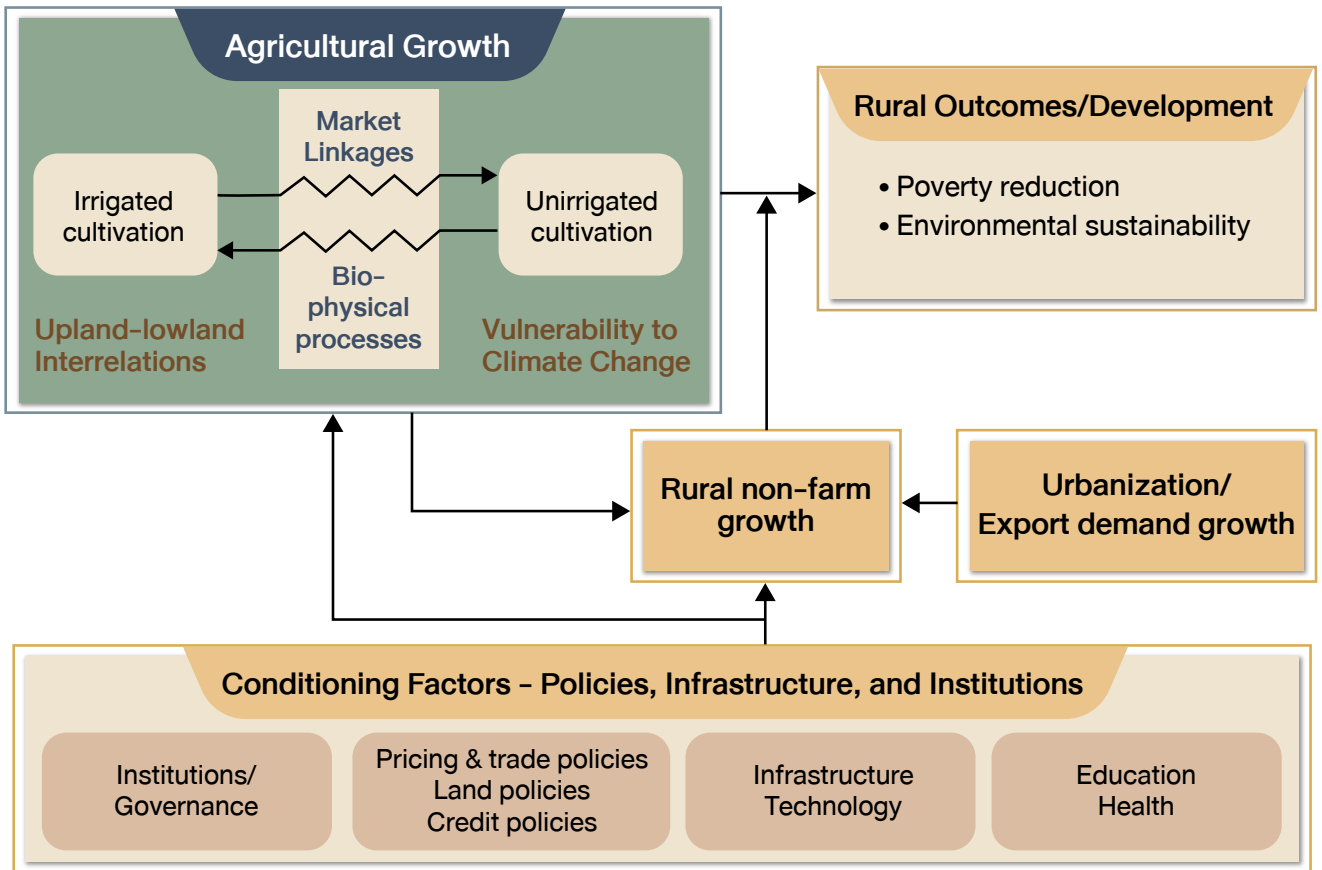 Agricultural Growth
Market
Linkages
Irrigated
cultivation
Unirrigated
cultivation
Bio-
physical
processes
Upland-lowland
Interrelations
Vulnerability to
Climate Change
Rural Outcomes/Development
• Poverty reduction
• Environmental sustainability
Rural non-farm
growth
Urbanization/
Export demand growth
Conditioning Factors – Policies, Infrastructure, and Institutions
Institutions/
Governance
Pricing & trade policies
Land policies
Credit policies
Infrastructure
Technology
Education
Health